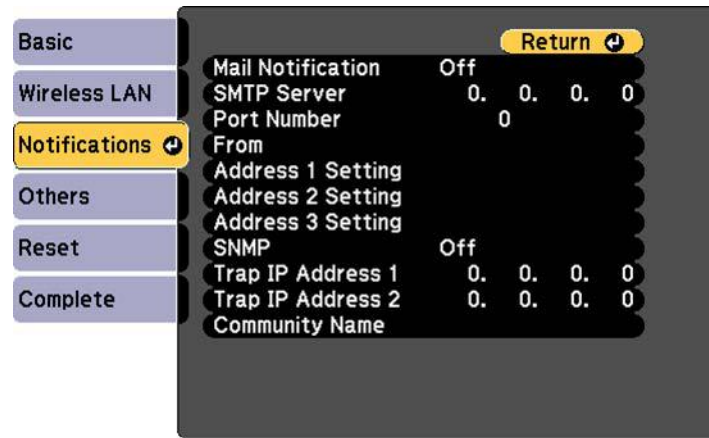 Basic
Wireless LAN
Notifications
Others
Reset
Complete
Return
Mail Notification Off
SMTP Server 0. 0. 0. 0
Port Number 0
From
Address 1 Setting
Address 2 Setting
Address 3 Setting
SNMP Off
Trap IP Address 1 0. 0. 0. 0
Trap IP Address 2 0. 0. 0. 0
Community Name